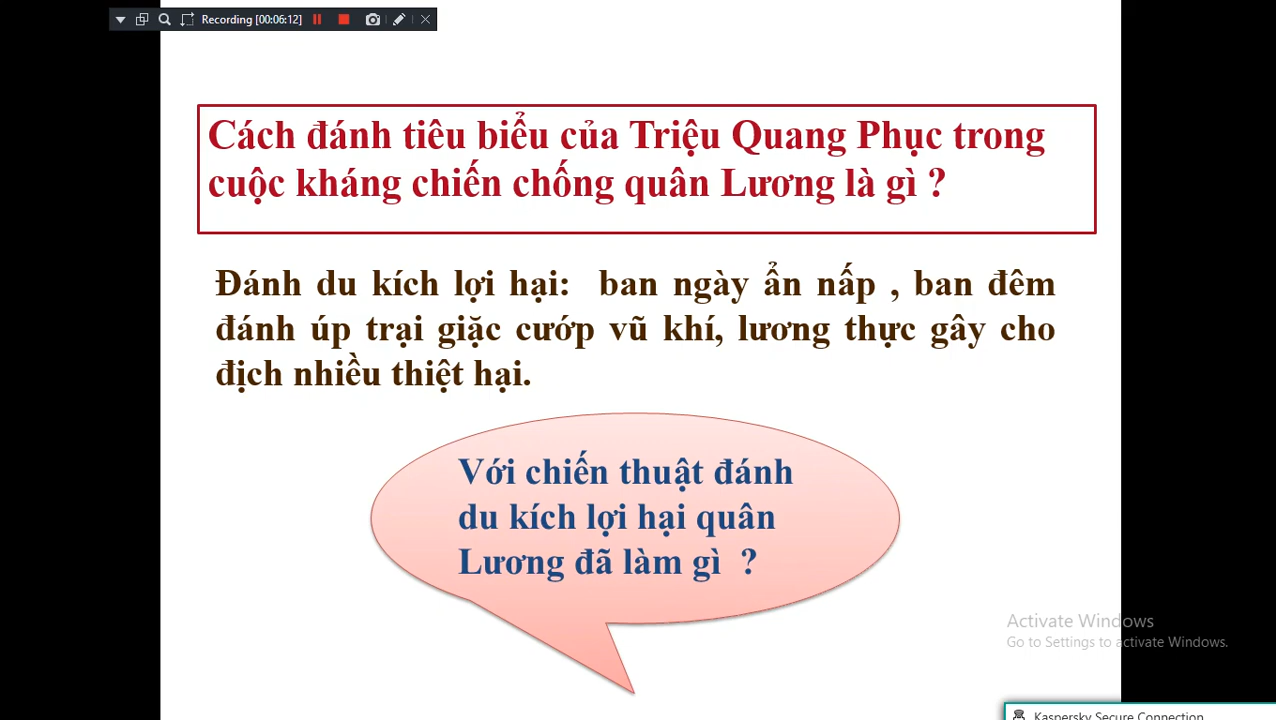 Recording [00:06:12]
Cách đánh tiêu biểu của Triệu Quang Phục trong
cuộc kháng chiến chống quân Lương là gì ?
Đánh du kích lợi hại: ban ngày ẩn nấp , ban đêm
đánh úp trại giặc cướp vũ khí, lương thực gây cho
địch nhiều thiệt hại.
Với chiến thuật đánh
du kích lợi hại quân
Lương đã làm gì ?
Activate Windows
Go to Settings to activate Windows.
Kaspersky Secure Connection